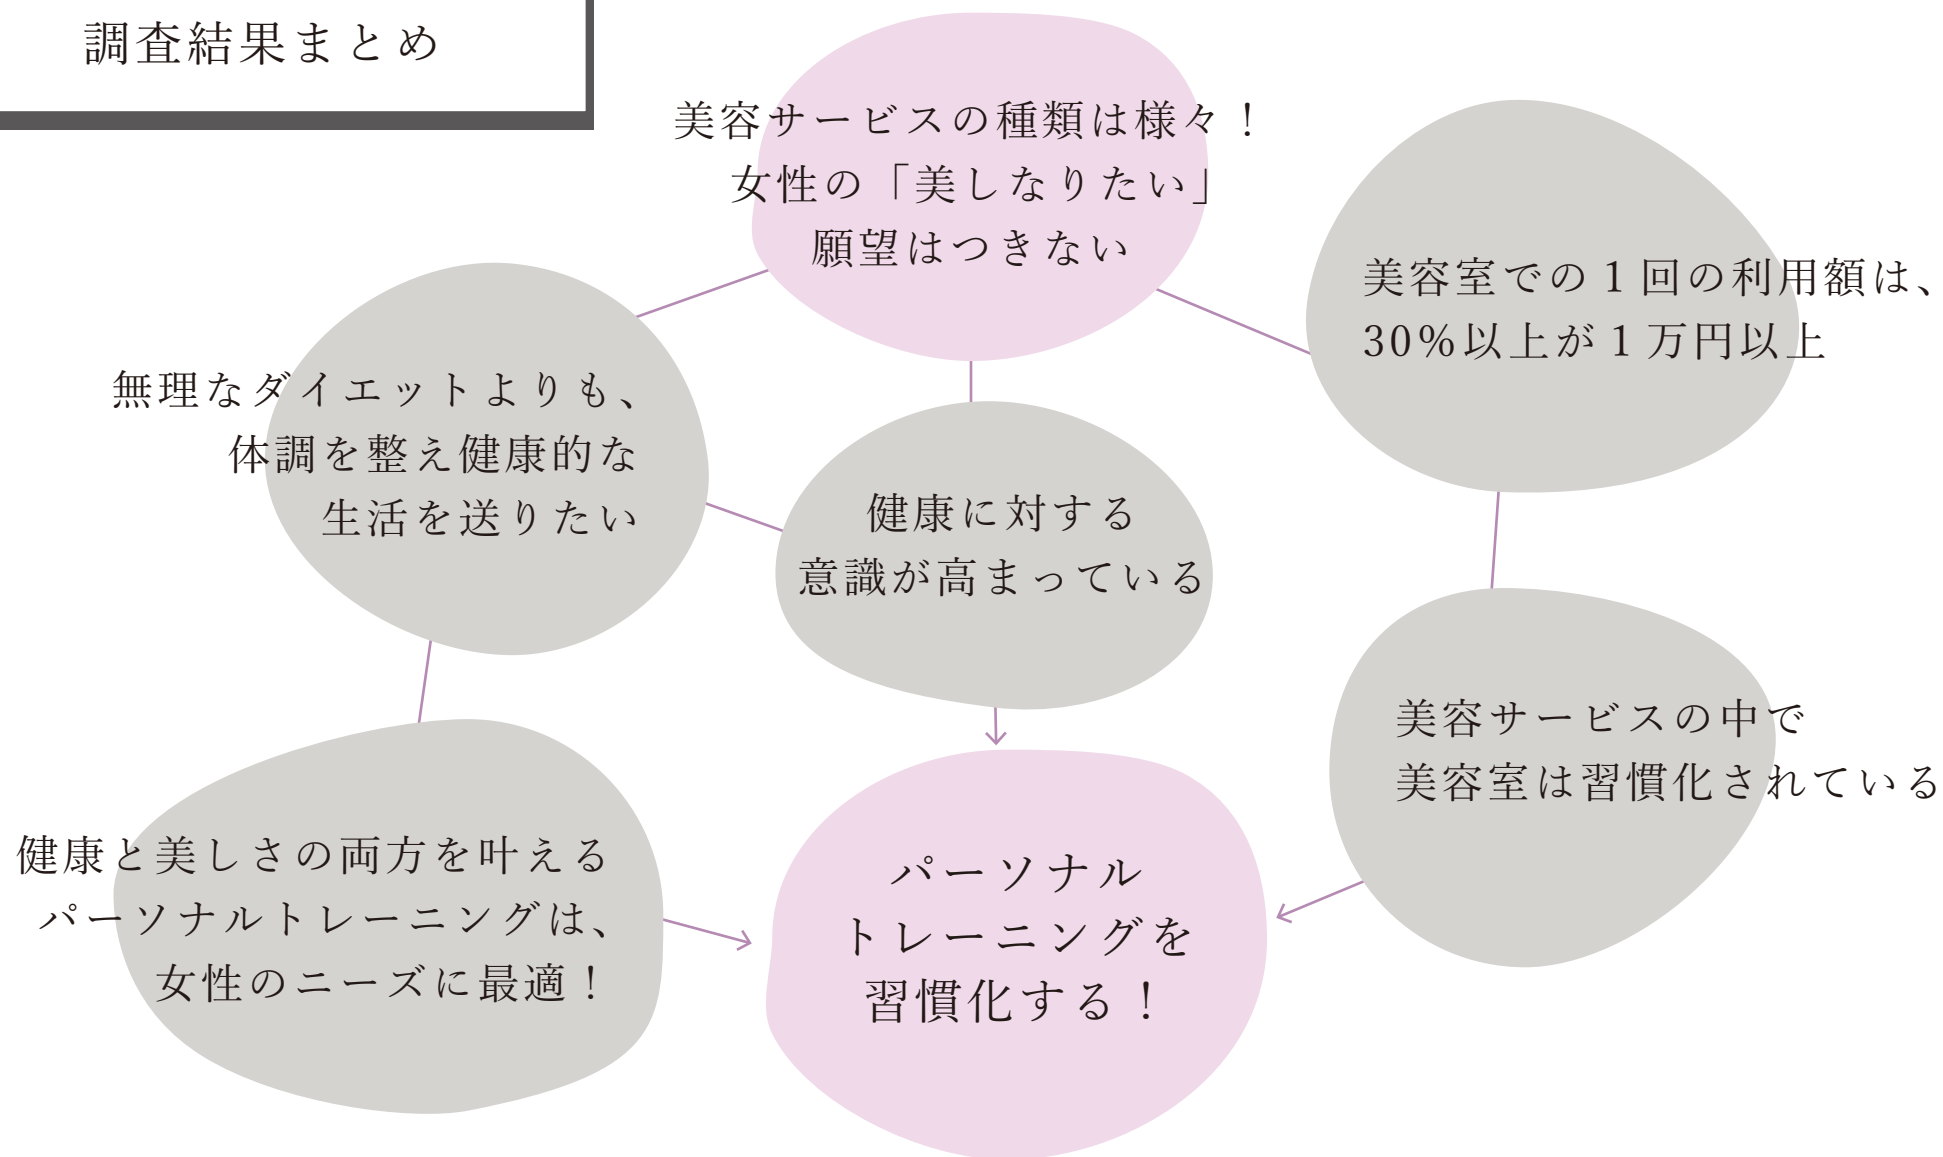 調査結果まとめ
美容サービスの種類は様々！
女性の「美しなりたい」
願望はつきない
美容室での1回の利用額は、
30%以上が1万円以上
無理なダイエットよりも、
体調を整え健康的な
生活を送りたい
健康に対する
意識が高まっている
美容サービスの中で
美容室は習慣化されている
健康と美しさの両方を叶える
パーソナルトレーニングは、
女性のニーズに最適！
パーソナル
トレーニングを
習慣化する！